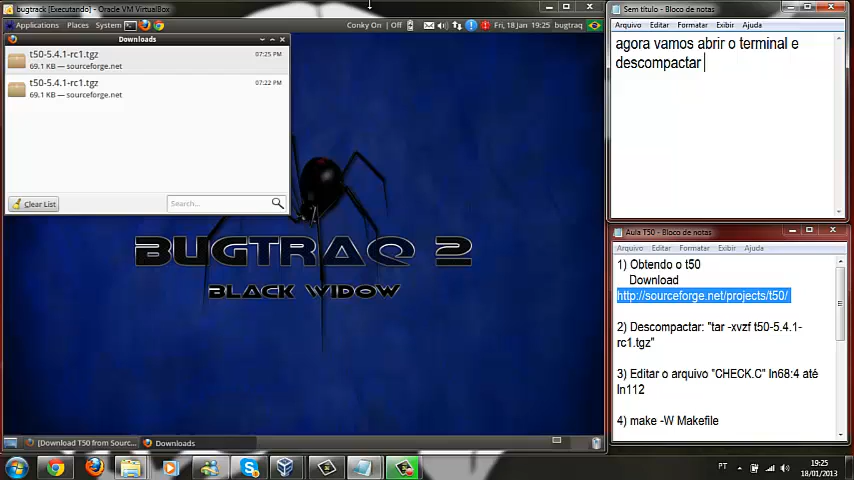 bugtrack [Executando] - Oracle VM VirtualBox
Applications Places System
Conky On | Off
Fri, 18 Jan 19:25 bugtraq
Downloads
t50-5.4.1-rc1.tgz 07:25 PM
69.1 KB — sourceforge.net
t50-5.4.1-rc1.tgz 07:22 PM
69.1 KB — sourceforge.net
Clear List
Search...
BUGTRAQ 2
BLACK WIDOW
[Download T50 from Sourc...
Downloads
Sem título - Bloco de notas
Arquivo Editar Formatar Exibir Ajuda
agora vamos abrir o terminal e
descompactar
Aula T50 - Bloco de notas
Arquivo Editar Formatar Exibir Ajuda
1) Obtendo o t50
Download
http://sourceforge.net/projects/t50/
2) Descompactar: "tar -xvzf t50-5.4.1-
rc1.tgz"
3) Editar o arquivo "CHECK.C" ln68:4 até
ln112
4) make -W Makefile
PT
19:25
18/01/2013